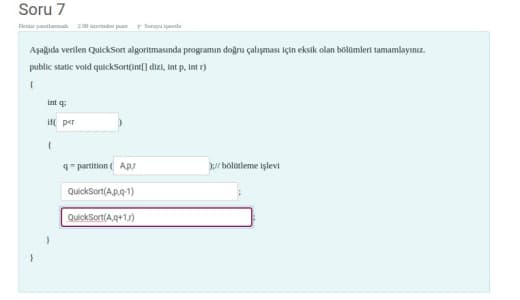 Soru 7
Henüz yanıtlanmadı 2.00 üzerinden puan Soruyu işaretle
Aşağıda verilen QuickSort algoritmasında programın doğru çalışması için eksik olan bölümleri tamamlayınız.
public static void quickSort(int[] dizi, int p, int r)
{
int q;
if( p<r )
{
q = partition ( A,p,r );// bölütleme işlevi
QuickSort(A,p,q-1) ;
QuickSort(A,q+1,r) ;
}
}